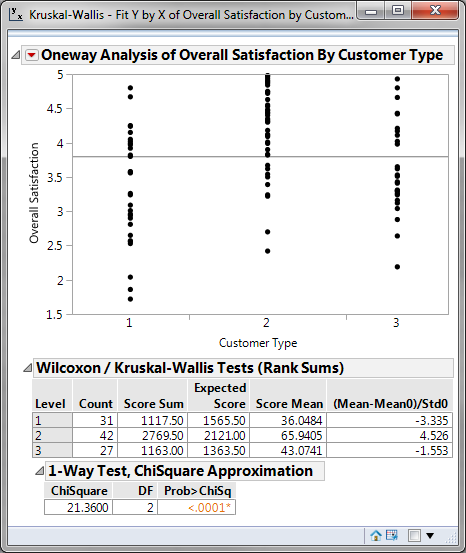 Kruskal-Wallis - Fit Y by X of Overall Satisfaction by Custom...
Oneway Analysis of Overall Satisfaction By Customer Type
Overall Satisfaction
5
4.5
4
3.5
3
2.5
2
1.5
1 2 3
Customer Type
Wilcoxon / Kruskal-Wallis Tests (Rank Sums)
Level Count Score Sum Expected Score Score Mean (Mean-Mean0)/Std0
1 31 1117.50 1565.50 36.0484 -3.335
2 42 2769.50 2121.00 65.9405 4.526
3 27 1163.00 1363.50 43.0741 -1.553
1-Way Test, ChiSquare Approximation
ChiSquare DF Prob>ChiSq
21.3600 2 <.0001*